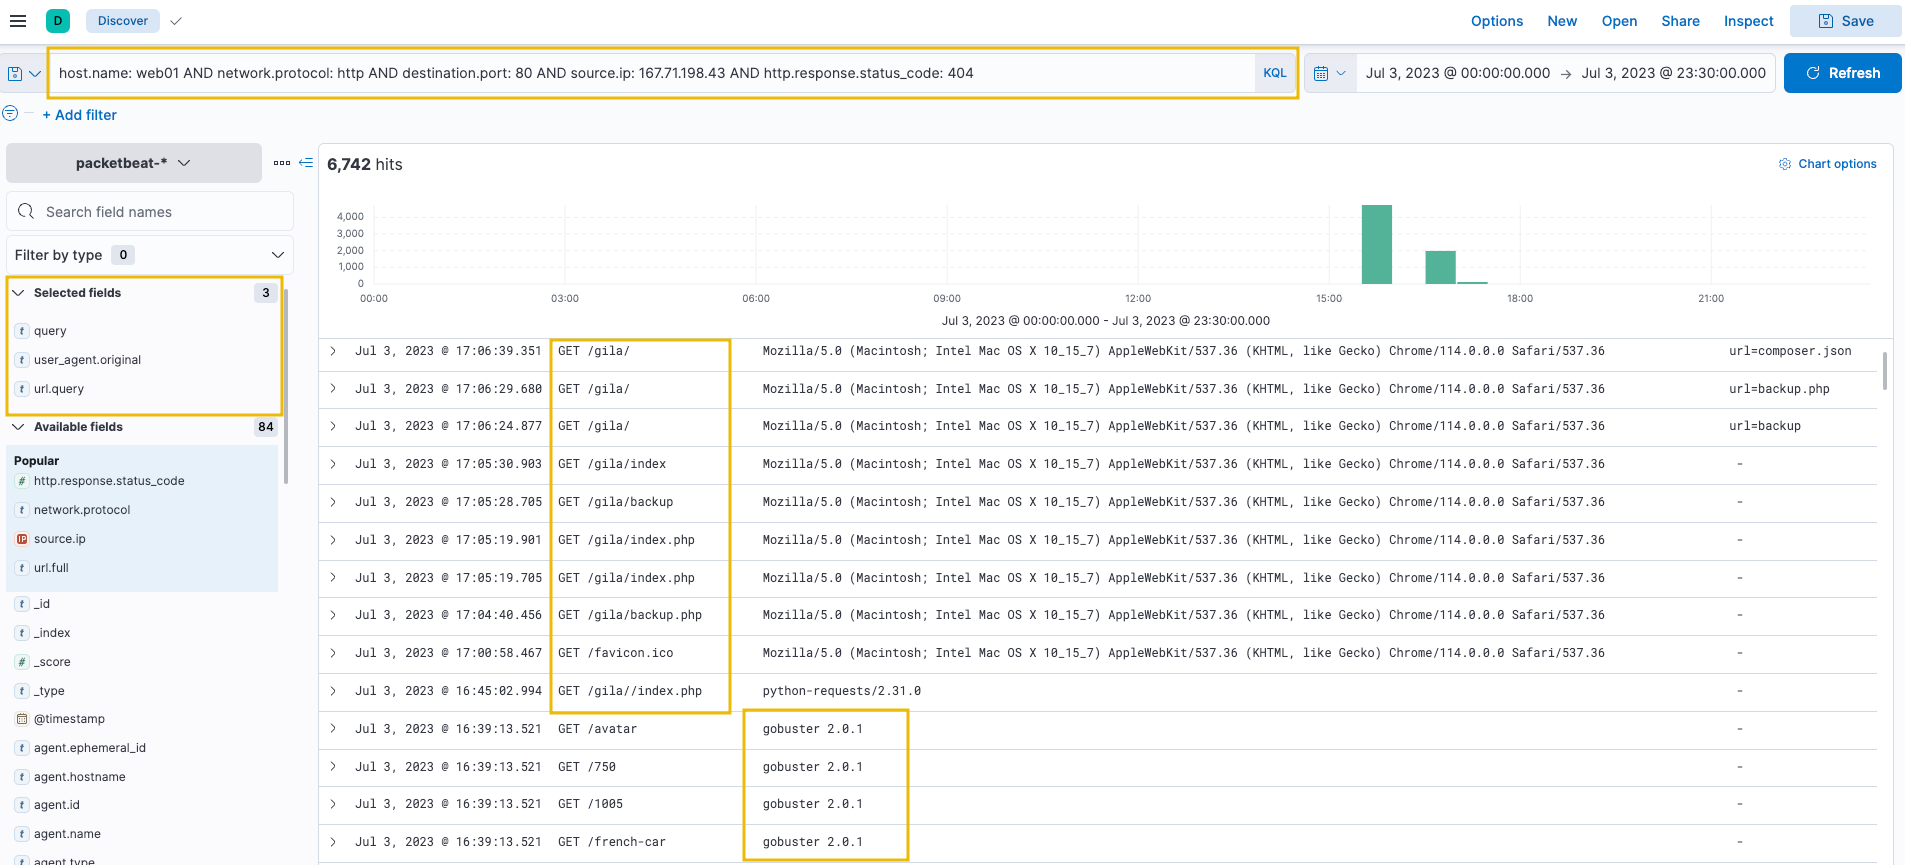 D Discover Options New Open Share Inspect Save
host.name: web01 AND network.protocol: http AND destination.port: 80 AND source.ip: 167.71.198.43 AND http.response.status_code: 404 KQL Jul 3, 2023 @ 00:00:00.000 → Jul 3, 2023 @ 23:30:00.000 Refresh
+ Add filter
packetbeat-*
Search field names
Filter by type 0
Selected fields 3
t query
t user_agent.original
t url.query
Available fields 84
Popular
# http.response.status_code
t network.protocol
IP source.ip
t url.full
t _id
t _index
# _score
t _type
@timestamp
t agent.ephemeral_id
t agent.hostname
t agent.id
t agent.name
t agent.type
6,742 hits Chart options
4,000
3,000
2,000
1,000
0
00:00 03:00 06:00 09:00 12:00 15:00 18:00 21:00
Jul 3, 2023 @ 00:00:00.000 - Jul 3, 2023 @ 23:30:00.000
Jul 3, 2023 @ 17:06:39.351 GET /gila/ Mozilla/5.0 (Macintosh; Intel Mac OS X 10_15_7) AppleWebKit/537.36 (KHTML, like Gecko) Chrome/114.0.0.0 Safari/537.36 url=composer.json
Jul 3, 2023 @ 17:06:29.680 GET /gila/ Mozilla/5.0 (Macintosh; Intel Mac OS X 10_15_7) AppleWebKit/537.36 (KHTML, like Gecko) Chrome/114.0.0.0 Safari/537.36 url=backup.php
Jul 3, 2023 @ 17:06:24.877 GET /gila/ Mozilla/5.0 (Macintosh; Intel Mac OS X 10_15_7) AppleWebKit/537.36 (KHTML, like Gecko) Chrome/114.0.0.0 Safari/537.36 url=backup
Jul 3, 2023 @ 17:05:30.903 GET /gila/index Mozilla/5.0 (Macintosh; Intel Mac OS X 10_15_7) AppleWebKit/537.36 (KHTML, like Gecko) Chrome/114.0.0.0 Safari/537.36 -
Jul 3, 2023 @ 17:05:28.705 GET /gila/backup Mozilla/5.0 (Macintosh; Intel Mac OS X 10_15_7) AppleWebKit/537.36 (KHTML, like Gecko) Chrome/114.0.0.0 Safari/537.36 -
Jul 3, 2023 @ 17:05:19.901 GET /gila/index.php Mozilla/5.0 (Macintosh; Intel Mac OS X 10_15_7) AppleWebKit/537.36 (KHTML, like Gecko) Chrome/114.0.0.0 Safari/537.36 -
Jul 3, 2023 @ 17:05:19.705 GET /gila/index.php Mozilla/5.0 (Macintosh; Intel Mac OS X 10_15_7) AppleWebKit/537.36 (KHTML, like Gecko) Chrome/114.0.0.0 Safari/537.36 -
Jul 3, 2023 @ 17:04:40.456 GET /gila/backup.php Mozilla/5.0 (Macintosh; Intel Mac OS X 10_15_7) AppleWebKit/537.36 (KHTML, like Gecko) Chrome/114.0.0.0 Safari/537.36 -
Jul 3, 2023 @ 17:00:58.467 GET /favicon.ico Mozilla/5.0 (Macintosh; Intel Mac OS X 10_15_7) AppleWebKit/537.36 (KHTML, like Gecko) Chrome/114.0.0.0 Safari/537.36 -
Jul 3, 2023 @ 16:45:02.994 GET /gila//index.php python-requests/2.31.0 -
Jul 3, 2023 @ 16:39:13.521 GET /avatar gobuster 2.0.1 -
Jul 3, 2023 @ 16:39:13.521 GET /750 gobuster 2.0.1 -
Jul 3, 2023 @ 16:39:13.521 GET /1005 gobuster 2.0.1 -
Jul 3, 2023 @ 16:39:13.521 GET /french-car gobuster 2.0.1 -